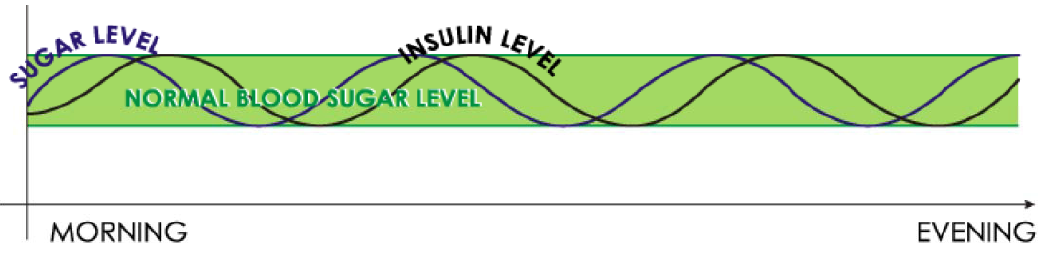 SUGAR LEVEL
INSULIN LEVEL
NORMAL BLOOD SUGAR LEVEL
MORNING
EVENING